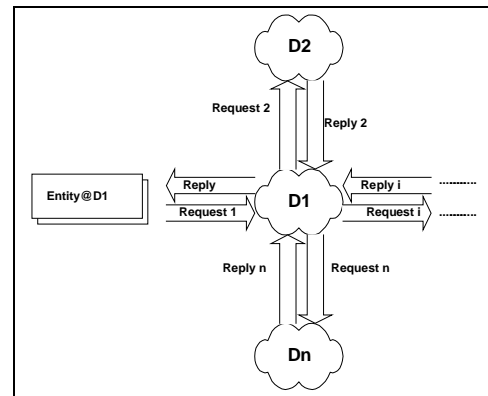 D2
Request 2
Reply 2
Reply
Reply i
Entity@D1
D1
Request 1
Request i
Reply n
Request n
Dn